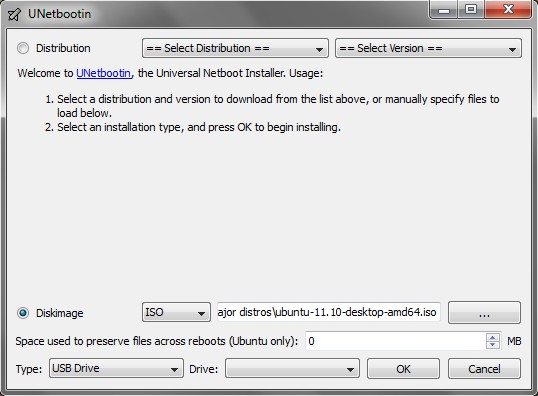 UNetbootin
Distribution == Select Distribution == == Select Version ==
Welcome to UNetbootin, the Universal Netboot Installer. Usage:
1. Select a distribution and version to download from the list above, or manually specify files to
load below.
2. Select an installation type, and press OK to begin installing.
Diskimage ISO ajor distros\ubuntu-11.10-desktop-amd64.iso ...
Space used to preserve files across reboots (Ubuntu only): 0 MB
Type: USB Drive Drive: OK Cancel